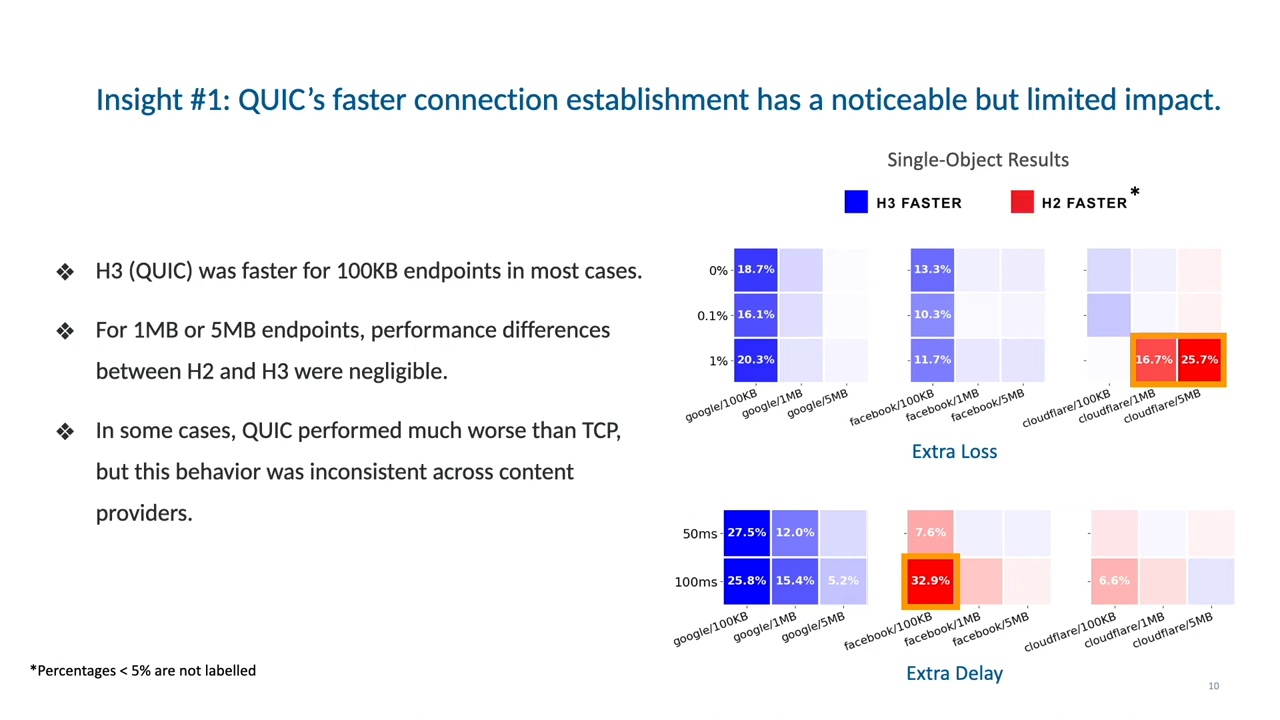 Insight #1: QUIC’s faster connection establishment has a noticeable but limited impact.
❖ H3 (QUIC) was faster for 100KB endpoints in most cases.
❖ For 1MB or 5MB endpoints, performance differences
between H2 and H3 were negligible.
❖ In some cases, QUIC performed much worse than TCP,
but this behavior was inconsistent across content
providers.
Single-Object Results
H3 FASTER H2 FASTER*
0% 18.7% 13.3%
0.1% 16.1% 10.3%
1% 20.3% 11.7% 16.7% 25.7%
google/100KB google/1MB google/5MB facebook/100KB facebook/1MB facebook/5MB cloudflare/100KB cloudflare/1MB cloudflare/5MB
Extra Loss
50ms 27.5% 12.0% 7.6%
100ms 25.8% 15.4% 5.2% 32.9% 6.6%
google/100KB google/1MB google/5MB facebook/100KB facebook/1MB facebook/5MB cloudflare/100KB cloudflare/1MB cloudflare/5MB
Extra Delay
*Percentages < 5% are not labelled
10